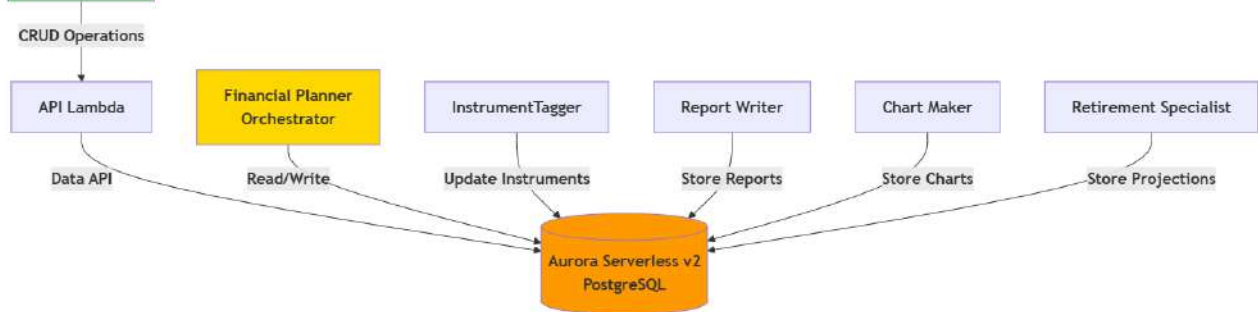 CRUD Operations
API Lambda
Financial Planner
Orchestrator
InstrumentTagger
Report Writer
Chart Maker
Retirement Specialist
Data API
Read/Write
Update Instruments
Store Reports
Store Charts
Store Projections
Aurora Serverless v2
PostgreSQL